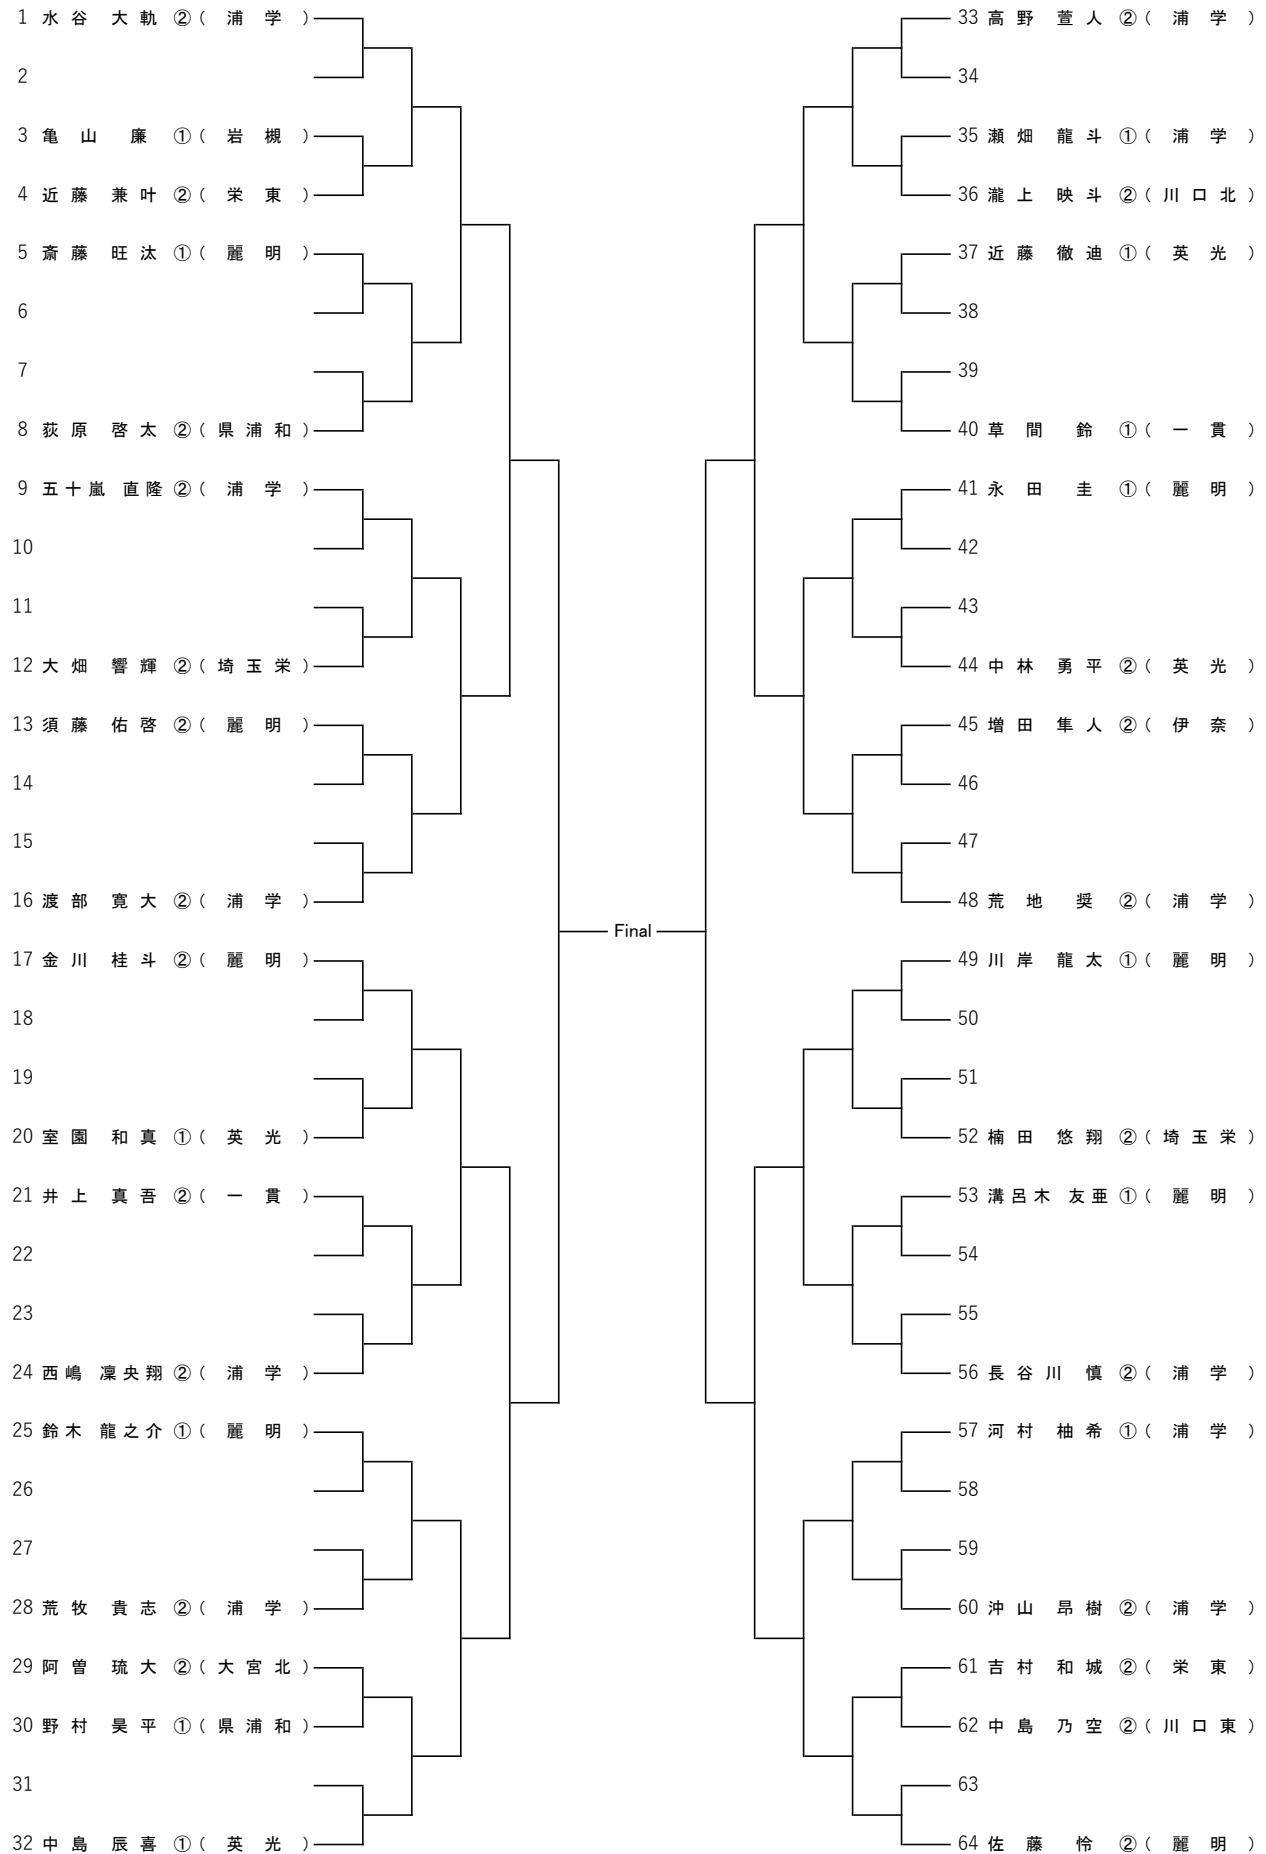 1 水谷 大軌 ②( 浦学 )
2
3 亀山 廉 ①( 岩槻 )
4 近藤 兼叶 ②( 栄東 )
5 斎藤 旺汰 ①( 麗明 )
6
7
8 荻原 啓太 ②( 県浦和 )
9 五十嵐 直隆 ②( 浦学 )
10
11
12 大畑 響輝 ②( 埼玉栄 )
13 須藤 佑啓 ②( 麗明 )
14
15
16 渡部 寛大 ②( 浦学 )
17 金川 桂斗 ②( 麗明 )
18
19
20 室園 和真 ①( 英光 )
21 井上 真吾 ②( 一貫 )
22
23
24 西嶋 凜央翔 ②( 浦学 )
25 鈴木 龍之介 ①( 麗明 )
26
27
28 荒牧 貴志 ②( 浦学 )
29 阿曽 琉大 ②( 大宮北 )
30 野村 昊平 ①( 県浦和 )
31
32 中島 辰喜 ①( 英光 )
Final
33 高野 萱人 ②( 浦学 )
34
35 瀬畑 龍斗 ①( 浦学 )
36 瀧上 映斗 ②( 川口北 )
37 近藤 徹迪 ①( 英光 )
38
39
40 草間 鈴 ①( 一貫 )
41 永田 圭 ①( 麗明 )
42
43
44 中林 勇平 ②( 英光 )
45 増田 隼人 ②( 伊奈 )
46
47
48 荒地 奨 ②( 浦学 )
49 川岸 龍太 ①( 麗明 )
50
51
52 楠田 悠翔 ②( 埼玉栄 )
53 溝呂木 友亜 ①( 麗明 )
54
55
56 長谷川 慎 ②( 浦学 )
57 河村 柚希 ①( 浦学 )
58
59
60 沖山 昂樹 ②( 浦学 )
61 吉村 和城 ②( 栄東 )
62 中島 乃空 ②( 川口東 )
63
64 佐藤 怜 ②( 麗明 )